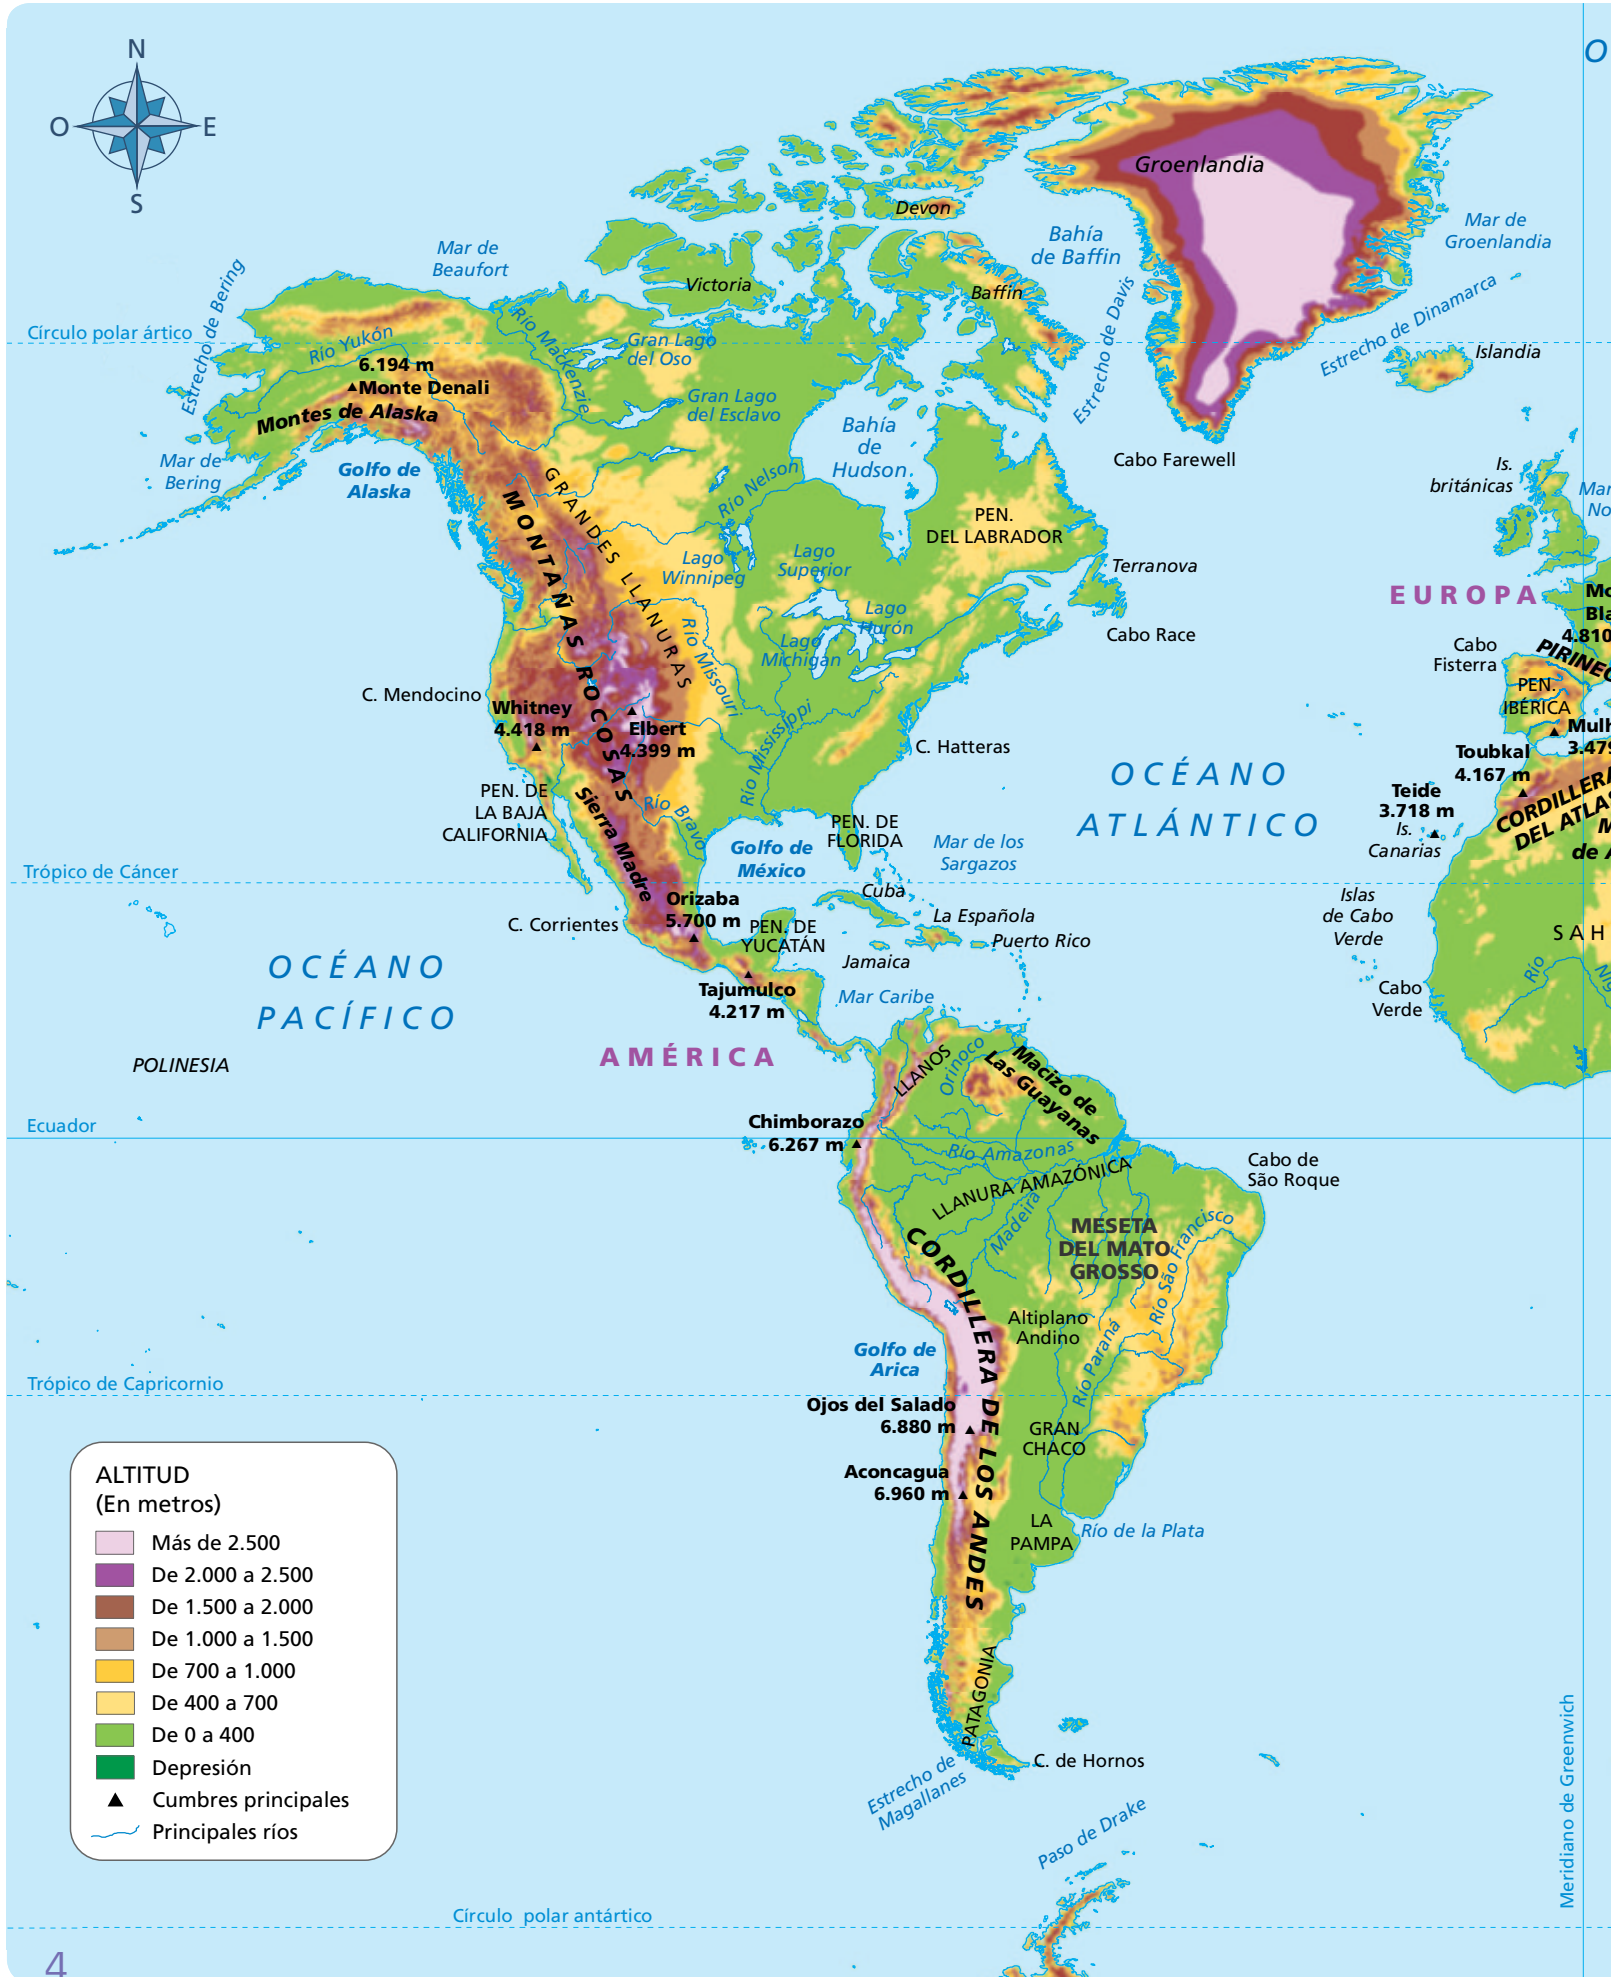 N
O
E
S
O
Groenlandia
Devon
Bahía
de Baffin
Mar de
Groenlandia
Mar de
Beaufort
Victoria
Baffin
Estrecho de Bering
Estrecho de Davis
Estrecho de Dinamarca
Círculo polar ártico
Río Yukón
Río Mackenzie
Gran Lago
del Oso
Islandia
6.194 m
Monte Denali
Montes de Alaska
Gran Lago
del Esclavo
Bahía
de
Hudson
Mar de
Bering
Golfo de
Alaska
Cabo Farewell
Is.
británicas
GRANDES LLANURAS
MONTAÑAS ROCOSAS
Río Nelson
PEN.
DEL LABRADOR
Lago
Winnipeg
Lago
Superior
Terranova
EUROPA
Lago
Hurón
Lago
Michigan
Cabo Race
Río Missouri
4.810
Cabo
Fisterra
PEN.
IBÉRICA
C. Mendocino
Whitney
4.418 m
Elbert
4.399 m
Río Mississippi
C. Hatteras
OCÉANO
ATLÁNTICO
Toubkal
4.167 m
Teide
3.718 m
Is.
Canarias
CORDILLERA
DEL ATLAS
PEN. DE
LA BAJA
CALIFORNIA
Sierra Madre
Río Bravo
PEN. DE
FLORIDA
Golfo de
México
Mar de los
Sargazos
Trópico de Cáncer
Orizaba
5.700 m
Cuba
Islas
de Cabo
Verde
C. Corrientes
PEN. DE
YUCATÁN
La Española
Puerto Rico
Jamaica
SAH
Río
OCÉANO
PACÍFICO
Tajumulco
4.217 m
Mar Caribe
Cabo
Verde
POLINESIA
AMÉRICA
LLANOS
Orinoco
Macizo de
Las Guayanas
Ecuador
Chimborazo
6.267 m
Río Amazonas
LLANURA AMAZÓNICA
Cabo de
São Roque
Madeira
MESETA
DEL MATO
GROSSO
Río São Francisco
CORDILLERA DE LOS ANDES
Altiplano
Andino
Río Paraná
Golfo de
Arica
Trópico de Capricornio
Ojos del Salado
6.880 m
GRAN
CHACO
Aconcagua
6.960 m
LA
PAMPA
Río de la Plata
PATAGONIA
C. de Hornos
Estrecho de
Magallanes
Paso de Drake
Meridiano de Greenwich
Círculo polar antártico
ALTITUD
(En metros)
Más de 2.500
De 2.000 a 2.500
De 1.500 a 2.000
De 1.000 a 1.500
De 700 a 1.000
De 400 a 700
De 0 a 400
Depresión
Cumbres principales
Principales ríos
4